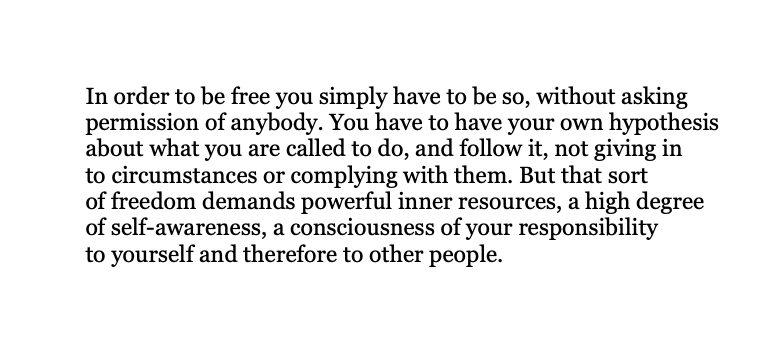 In order to be free you simply have to be so, without asking
permission of anybody. You have to have your own hypothesis
about what you are called to do, and follow it, not giving in
to circumstances or complying with them. But that sort
of freedom demands powerful inner resources, a high degree
of self-awareness, a consciousness of your responsibility
to yourself and therefore to other people.